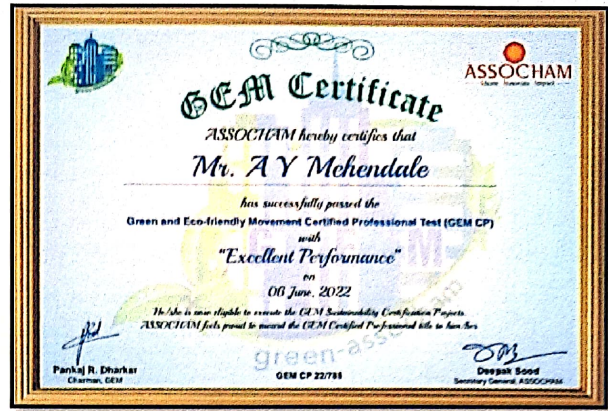 ASSOCHAM
GEM Certificate
ASSOCHAM hereby certifies that
Mr. A Y Mehendale
has successfully passed the
Green and Eco-friendly Movement Certified Professional Test (GEM CP)
with
"Excellent Performance"
on
06 June, 2022
He/she is now eligible to execute the GEM Sustainability Certification Projects.
ASSOCHAM feels proud to award the GEM Certified Professional title to him/her.
green-ass
Pankaj R. Dharkar
Chairman, GEM
GEM CP 22/785
Deepak Sood
Secretary General, ASSOCHAM